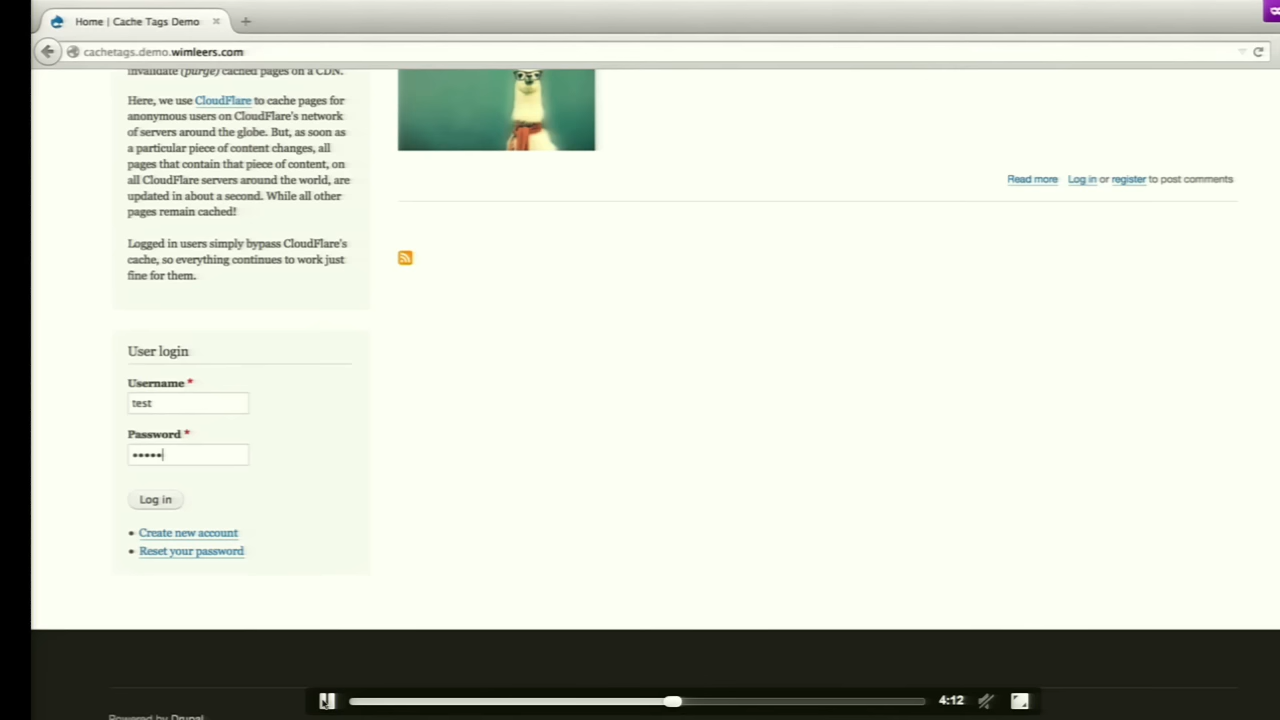 Home | Cache Tags Demo
cachetags.demo.wimleers.com
invalidate (purge) cached pages on a CDN.
Here, we use CloudFlare to cache pages for
anonymous users on CloudFlare's network
of servers around the globe. But, as soon as
a particular piece of content changes, all
pages that contain that piece of content, on
all CloudFlare servers around the world, are
updated in about a second. While all other
pages remain cached!
Logged in users simply bypass CloudFlare's
cache, so everything continues to work just
fine for them.
Read more Log in or register to post comments
User login
Username *
test
Password *
•••••
Log in
• Create new account
• Reset your password
4:12
Powered by Drupal